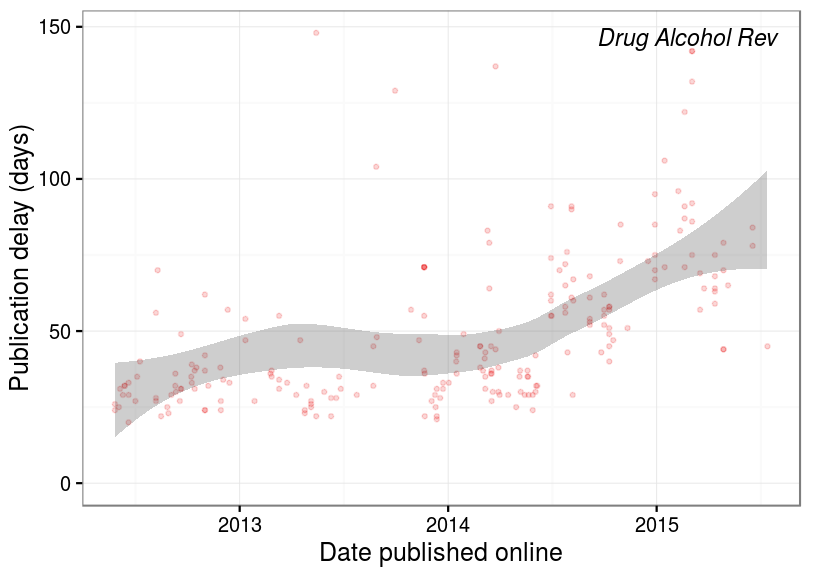 Drug Alcohol Rev
Publication delay (days)
150
100
50
0
2013
2014
2015
Date published online